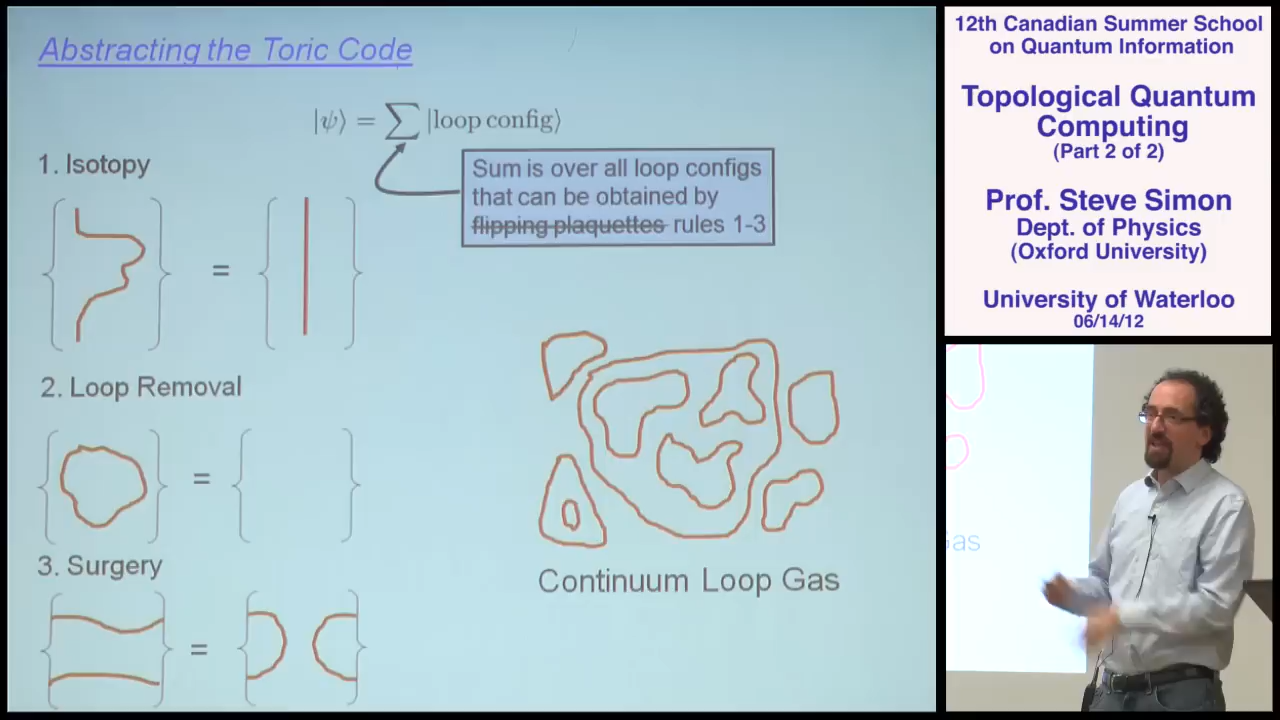 Abstracting the Toric Code
|ψ⟩ = ∑ |loop config⟩
1. Isotopy
Sum is over all loop configs
that can be obtained by
flipping plaquettes rules 1-3
=
2. Loop Removal
=
3. Surgery
=
Continuum Loop Gas
12th Canadian Summer School
on Quantum Information
Topological Quantum
Computing
(Part 2 of 2)
Prof. Steve Simon
Dept. of Physics
(Oxford University)
University of Waterloo
06/14/12
Gas